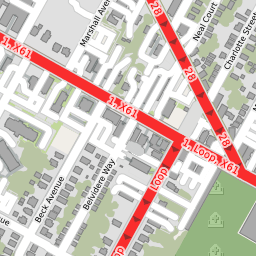 Marshall Ave
Neal Court
Charlotte Street
1, X61
28
28
1, X61
28
1, Loop, X61
Belvidere Way
Loop
Beck Avenue